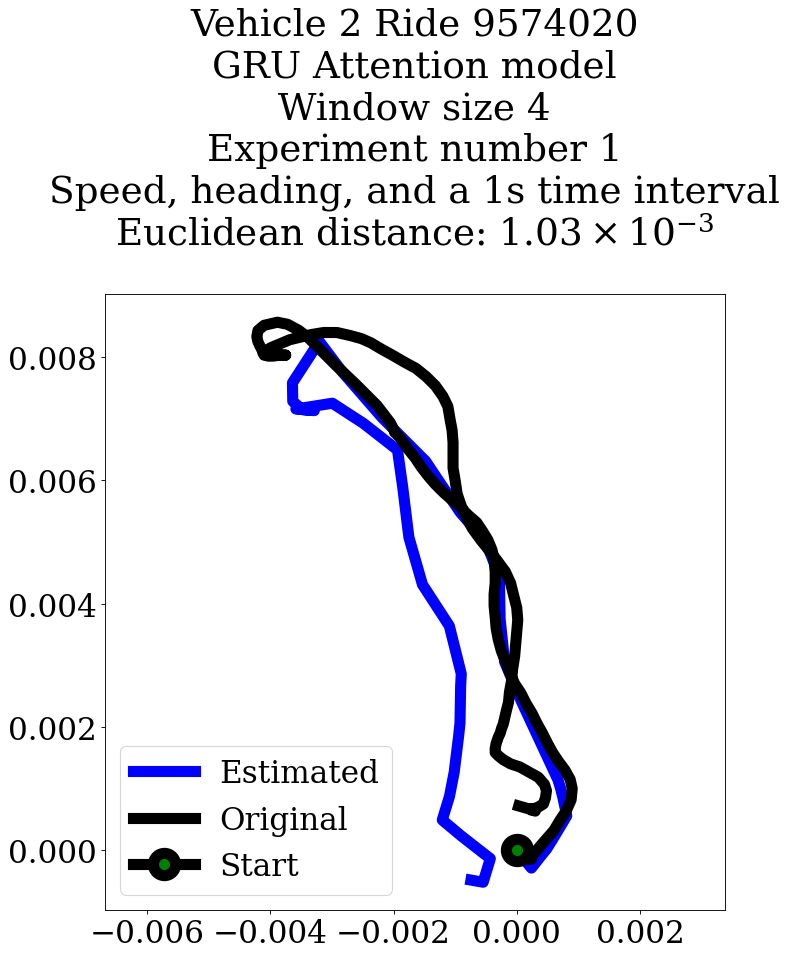 Vehicle 2 Ride 9574020
GRU Attention model
Window size 4
Experiment number 1
Speed, heading, and a 1s time interval
Euclidean distance: 1.03 × 10⁻³
0.008
0.006
0.004
0.002
0.000
Estimated
Original
Start
−0.006 −0.004 −0.002 0.000 0.002